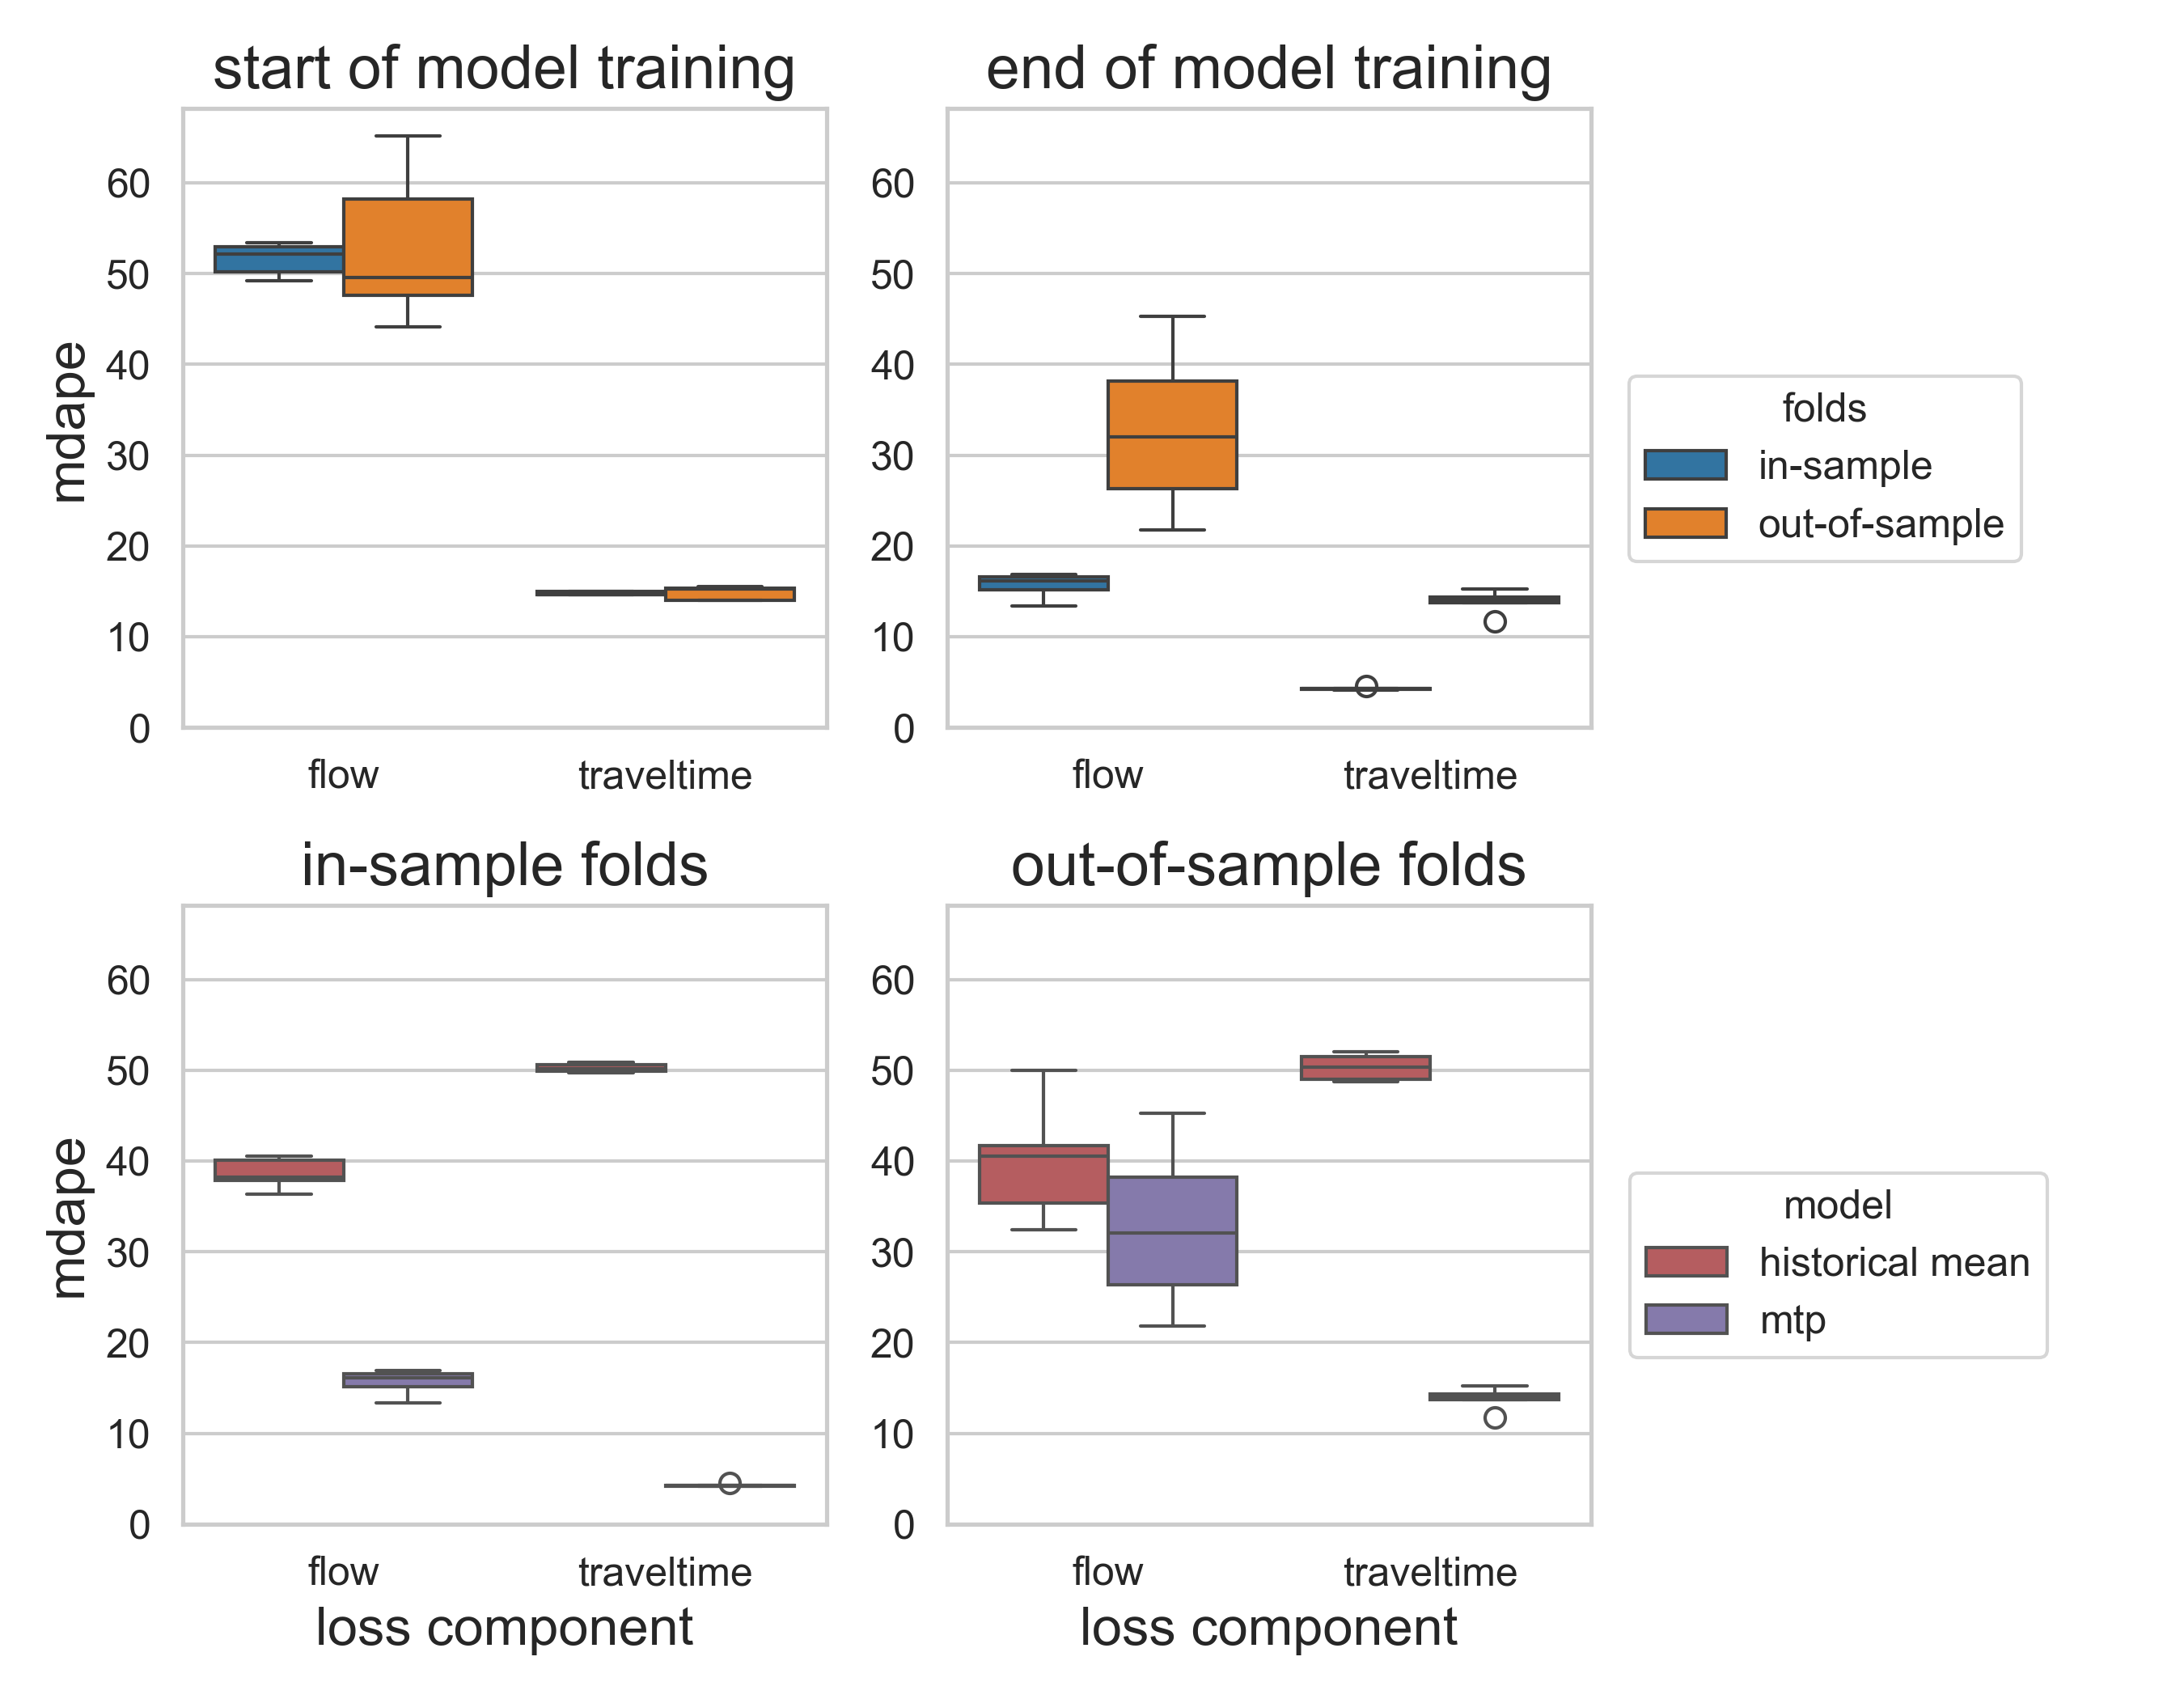 start of model training
end of model training
mdape
60
50
40
30
20
10
0
flow
traveltime
60
50
40
30
20
10
0
flow
traveltime
folds
in-sample
out-of-sample
in-sample folds
out-of-sample folds
mdape
60
50
40
30
20
10
0
flow
traveltime
loss component
60
50
40
30
20
10
0
flow
traveltime
loss component
model
historical mean
mtp